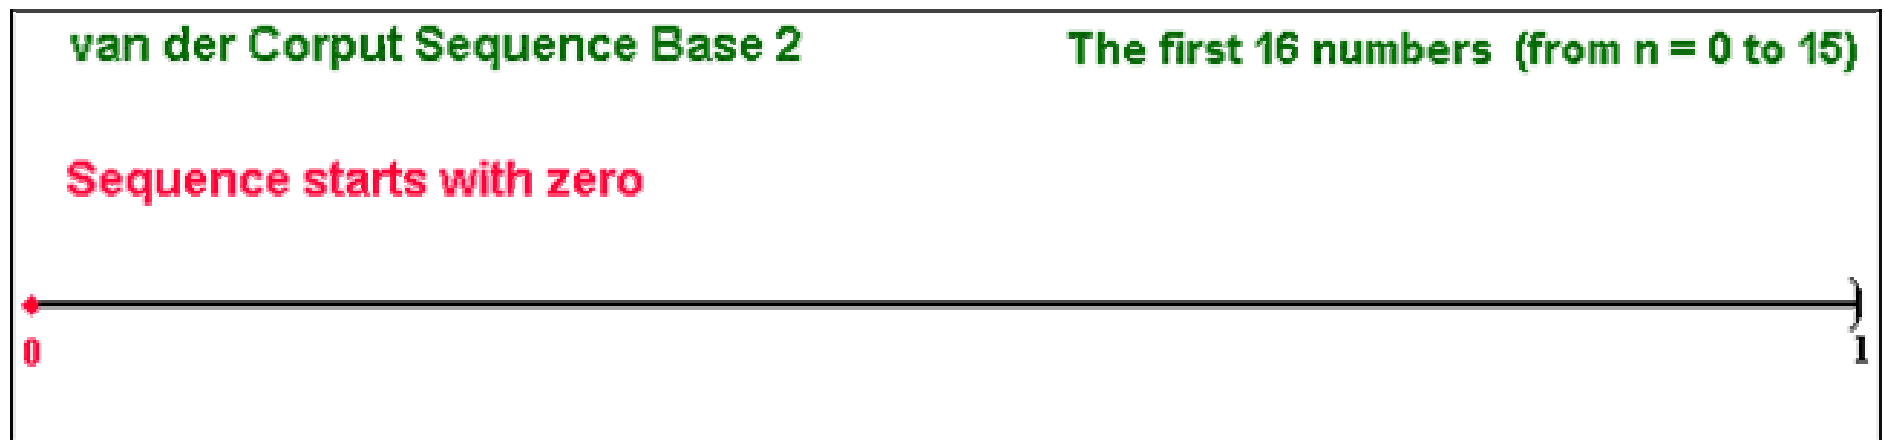 van der Corput Sequence Base 2
The first 16 numbers (from n = 0 to 15)
Sequence starts with zero
0
1